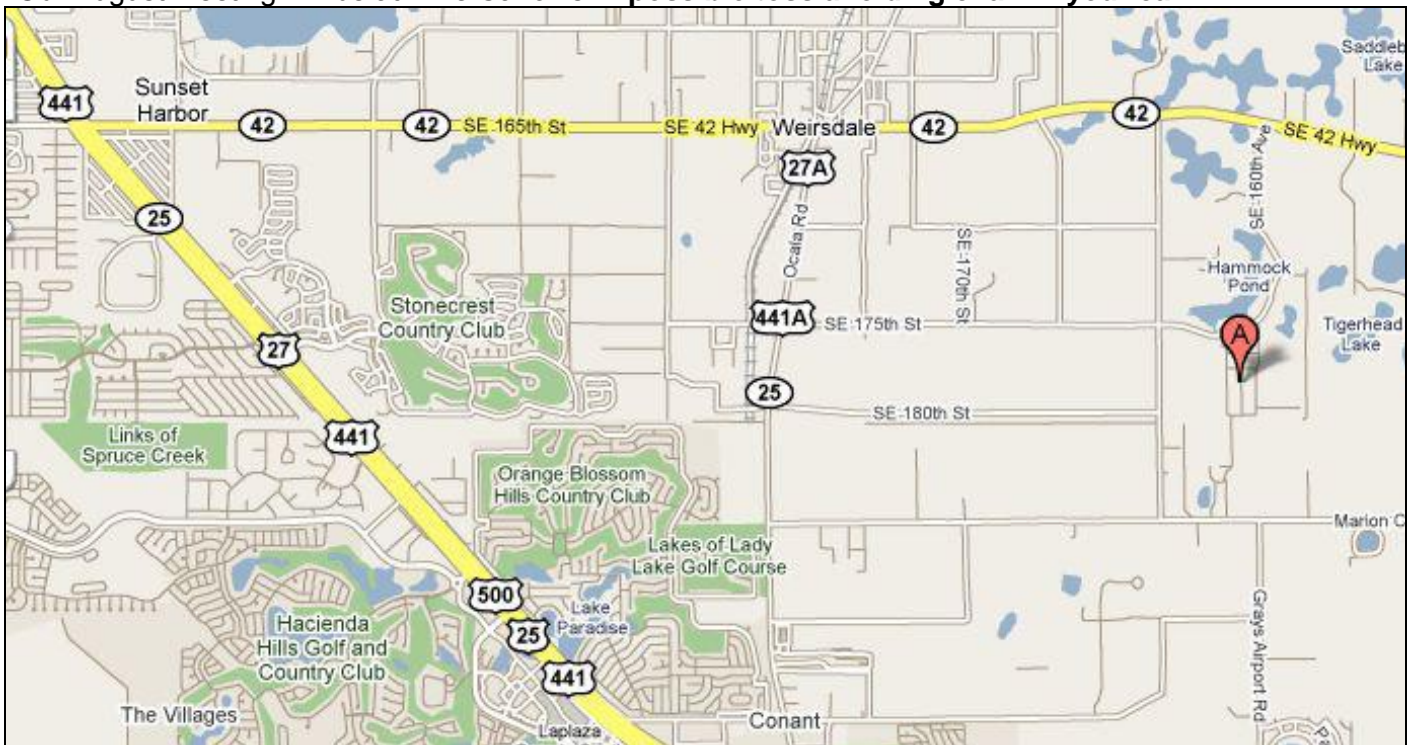 Saddleb
Lake
Sunset
Harbor
441
42
42
SE 165th St
SE 42 Hwy
Weirsdale
42
42
SE 42 Hwy
27A
SE 160th Ave
25
Ocala Rd
SE 170th St
Hammock
Pond
Stonecrest
Country Club
441A
SE 175th St
A
Tigerhead
Lake
27
25
SE 180th St
441
Links of
Spruce Creek
Orange Blossom
Hills Country Club
Marion C
Lakes of Lady
Lake Golf Course
500
Lake
Paradise
Hacienda
Hills Golf and
Country Club
25
441
Grays Airport Rd
The Villages
Conant
Laplaza
Pa